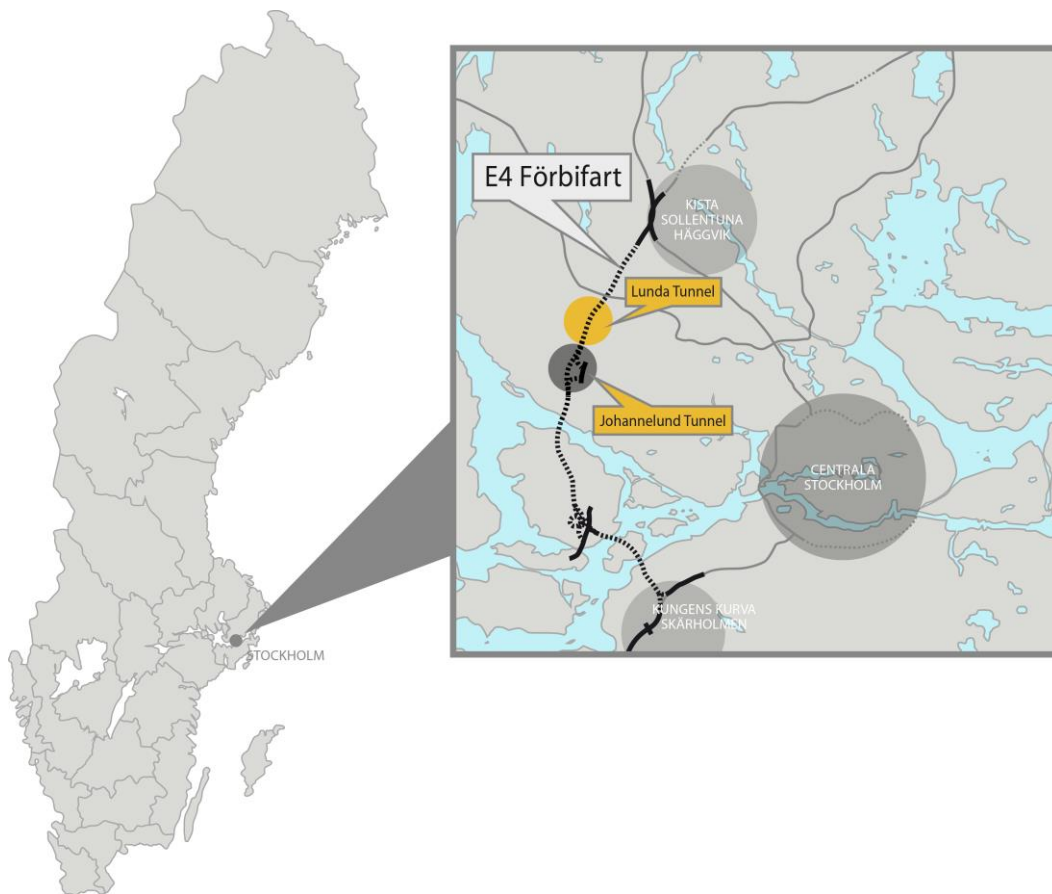 E4 Förbifart
KISTA
SOLLENTUNA
HÄGGVIK
Lunda Tunnel
Johannelund Tunnel
CENTRALA
STOCKHOLM
KUNGENS KURVA
SKÄRHOLMEN
STOCKHOLM